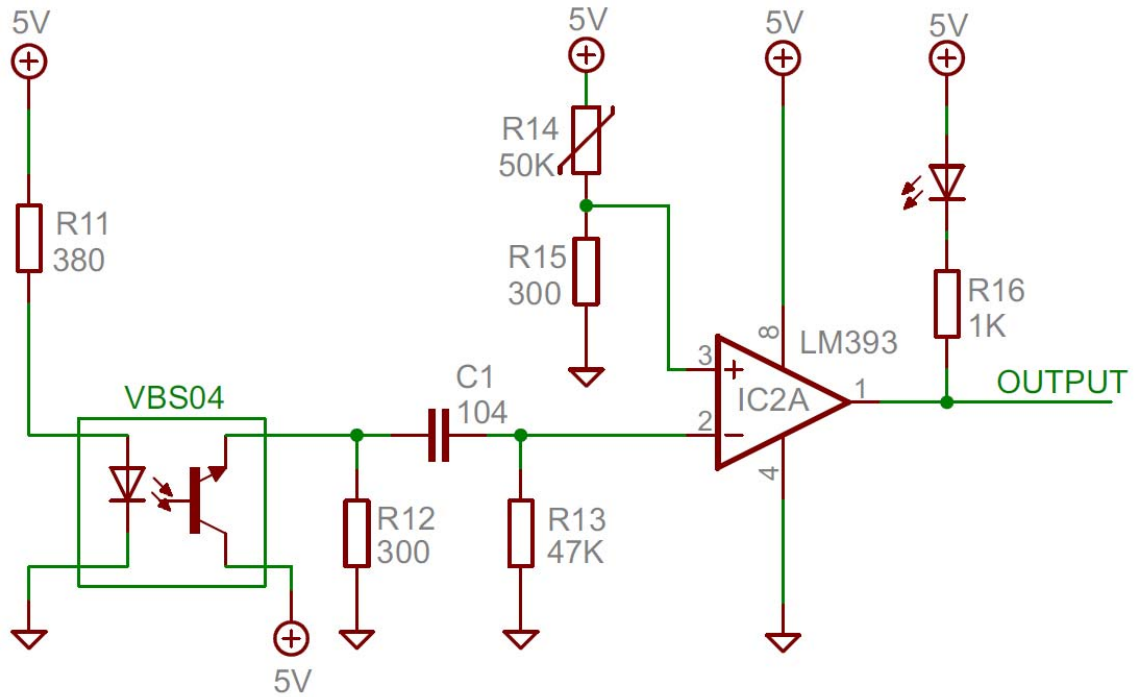 5V
5V
5V
5V
R14
50K
R11
380
R15
300
R16
1K
8
LM393
3
+
IC2A
1
OUTPUT
2
−
4
VBS04
C1
104
R12
300
R13
47K
5V